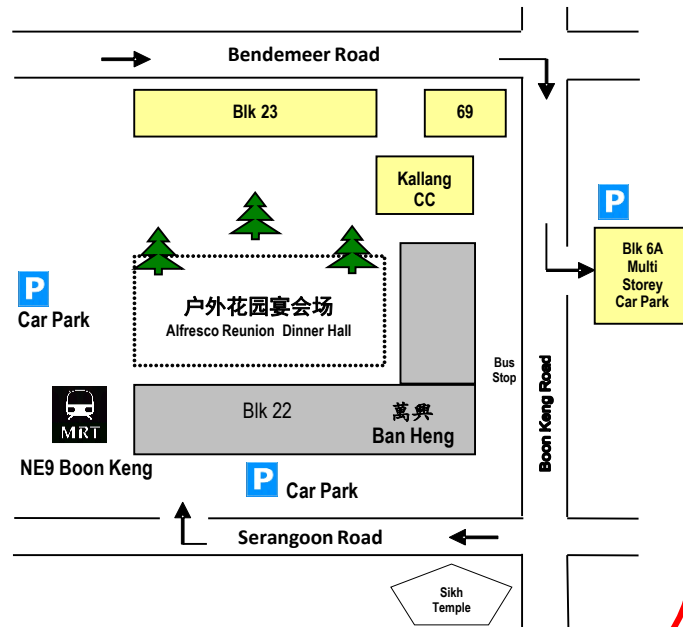 Bendemeer Road
Blk 23
69
Kallang
CC
P
P
Car Park
户外花园宴会场
Alfresco Reunion Dinner Hall
Blk 6A
Multi
Storey
Car Park
Bus
Stop
Boon Keng Road
MRT
NE9 Boon Keng
Blk 22
萬興
Ban Heng
P
Car Park
Serangoon Road
Sikh
Temple